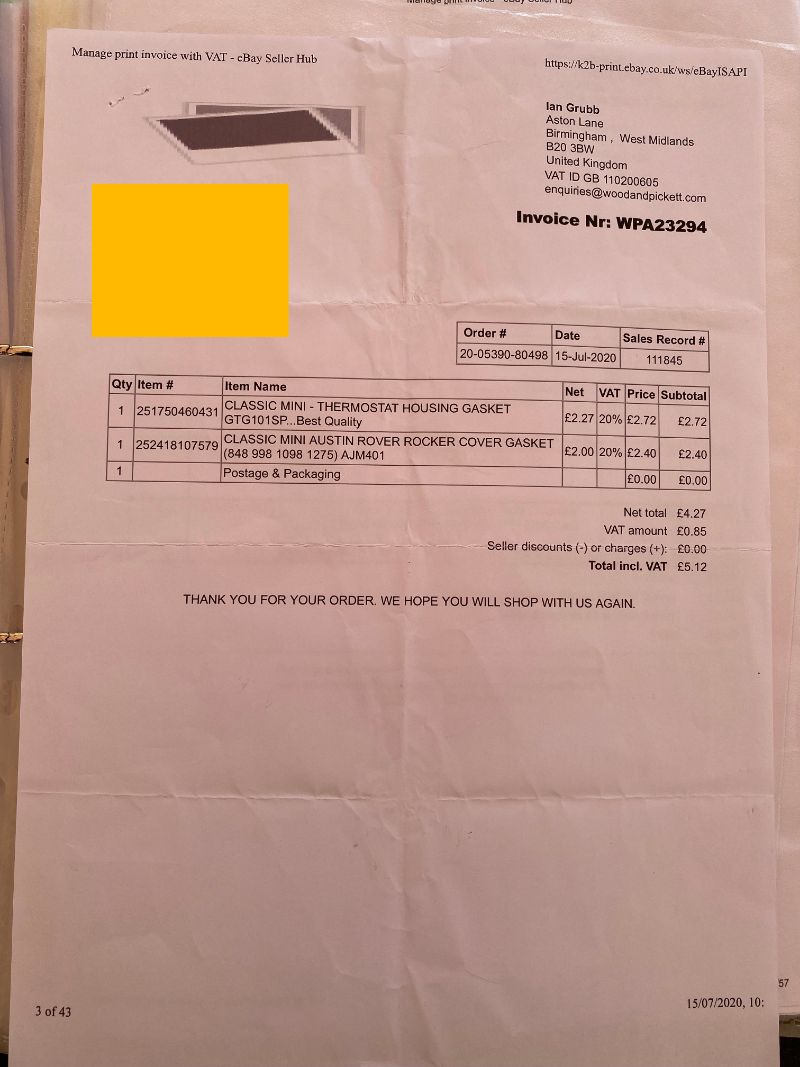 Manage print invoice - eBay Seller Hub
Manage print invoice with VAT - eBay Seller Hub
https://k2b-print.ebay.co.uk/ws/eBayISAPI
Ian Grubb
Aston Lane
Birmingham , West Midlands
B20 3BW
United Kingdom
VAT ID GB 110200605
enquiries@woodandpickett.com
Invoice Nr: WPA23294
Order # Date Sales Record #
20-05390-80498 15-Jul-2020 111845
Qty Item # Item Name Net VAT Price Subtotal
1 251750460431 CLASSIC MINI - THERMOSTAT HOUSING GASKET
GTG101SP...Best Quality £2.27 20% £2.72 £2.72
1 252418107579 CLASSIC MINI AUSTIN ROVER ROCKER COVER GASKET
(848 998 1098 1275) AJM401 £2.00 20% £2.40 £2.40
1 Postage & Packaging £0.00 £0.00
Net total £4.27
VAT amount £0.85
Seller discounts (-) or charges (+): £0.00
Total incl. VAT £5.12
THANK YOU FOR YOUR ORDER. WE HOPE YOU WILL SHOP WITH US AGAIN.
57
3 of 43
15/07/2020, 10: